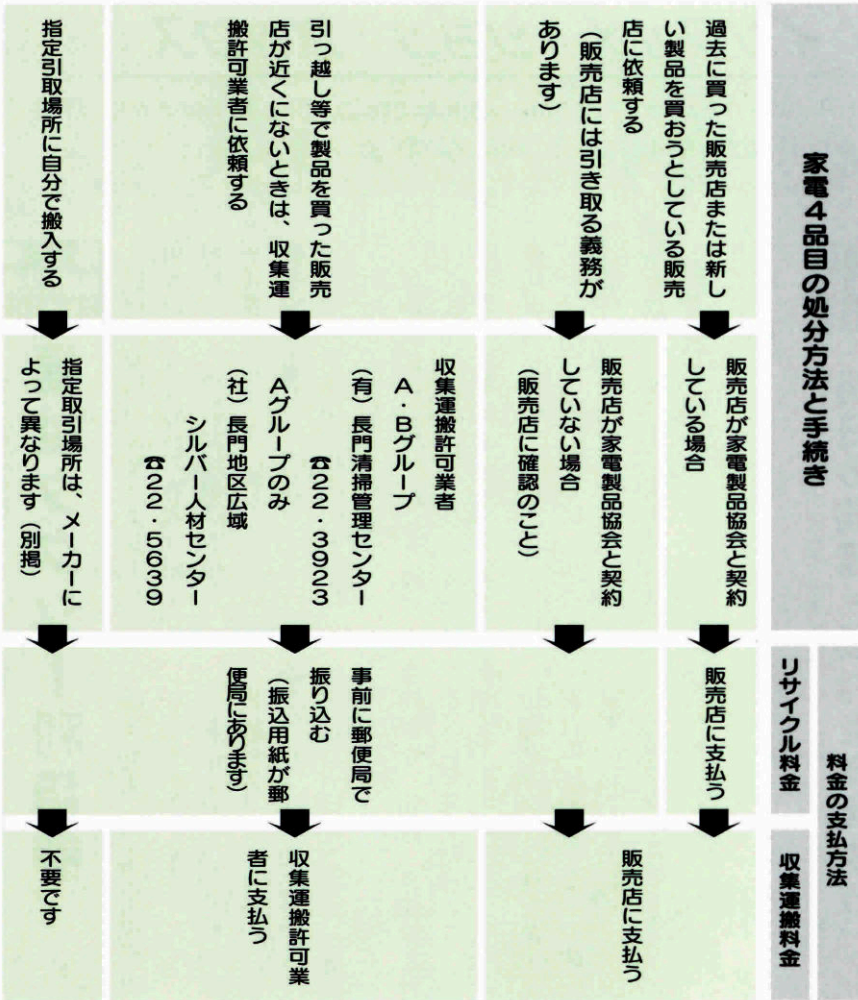 家電4品目の処分方法と手続き
料金の支払方法
リサイクル料金
収集運搬料金
過去に買った販売店または新し
い製品を買おうとしている販売
店に依頼する
(販売店には引き取る義務が
あります)
販売店が家電製品協会と契約
している場合
販売店に支払う
販売店が家電製品協会と契約
していない場合
(販売店に確認のこと)
販売店に支払う
引っ越し等で製品を買った販売
店が近くにないときは、収集運
搬許可業者に依頼する
収集運搬許可業者
A・Bグループ
(有)長門清掃管理センター
☎22・3923
Aグループのみ
(社)長門地区広域
シルバー人材センター
☎22・5639
事前に郵便局で
振り込む
(振込用紙が郵
便局にあります)
収集運搬許可業
者に支払う
指定引取場所に自分で搬入する
指定取引場所は、メーカーに
よって異なります(別掲)
不要です